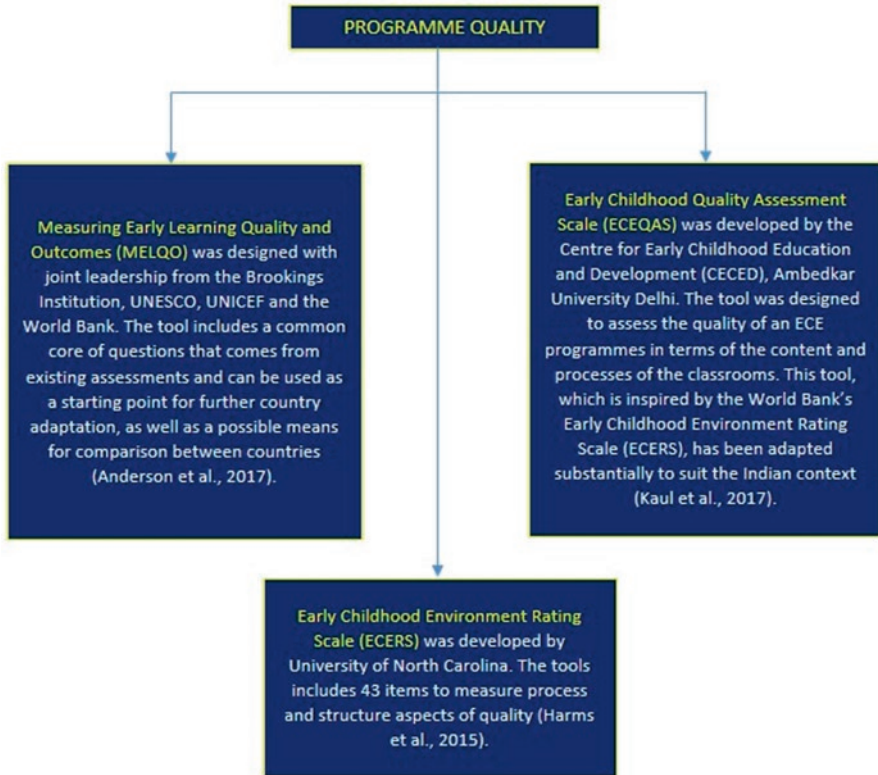 PROGRAMME QUALITY
Measuring Early Learning Quality and
Outcomes (MELQO) was designed with
joint leadership from the Brookings
Institution, UNESCO, UNICEF and the
World Bank. The tool includes a common
core of questions that comes from
existing assessments and can be used as
a starting point for further country
adaptation, as well as a possible means
for comparison between countries
(Anderson et al., 2017).
Early Childhood Quality Assessment
Scale (ECEQAS) was developed by the
Centre for Early Childhood Education
and Development (CECED), Ambedkar
University Delhi. The tool was designed
to assess the quality of an ECE
programmes in terms of the content and
processes of the classrooms. This tool,
which is inspired by the World Bank's
Early Childhood Environment Rating
Scale (ECERS), has been adapted
substantially to suit the Indian context
(Kaul et al., 2017).
Early Childhood Environment Rating
Scale (ECERS) was developed by
University of North Carolina. The tools
includes 43 items to measure process
and structure aspects of quality (Harms
et al., 2015).